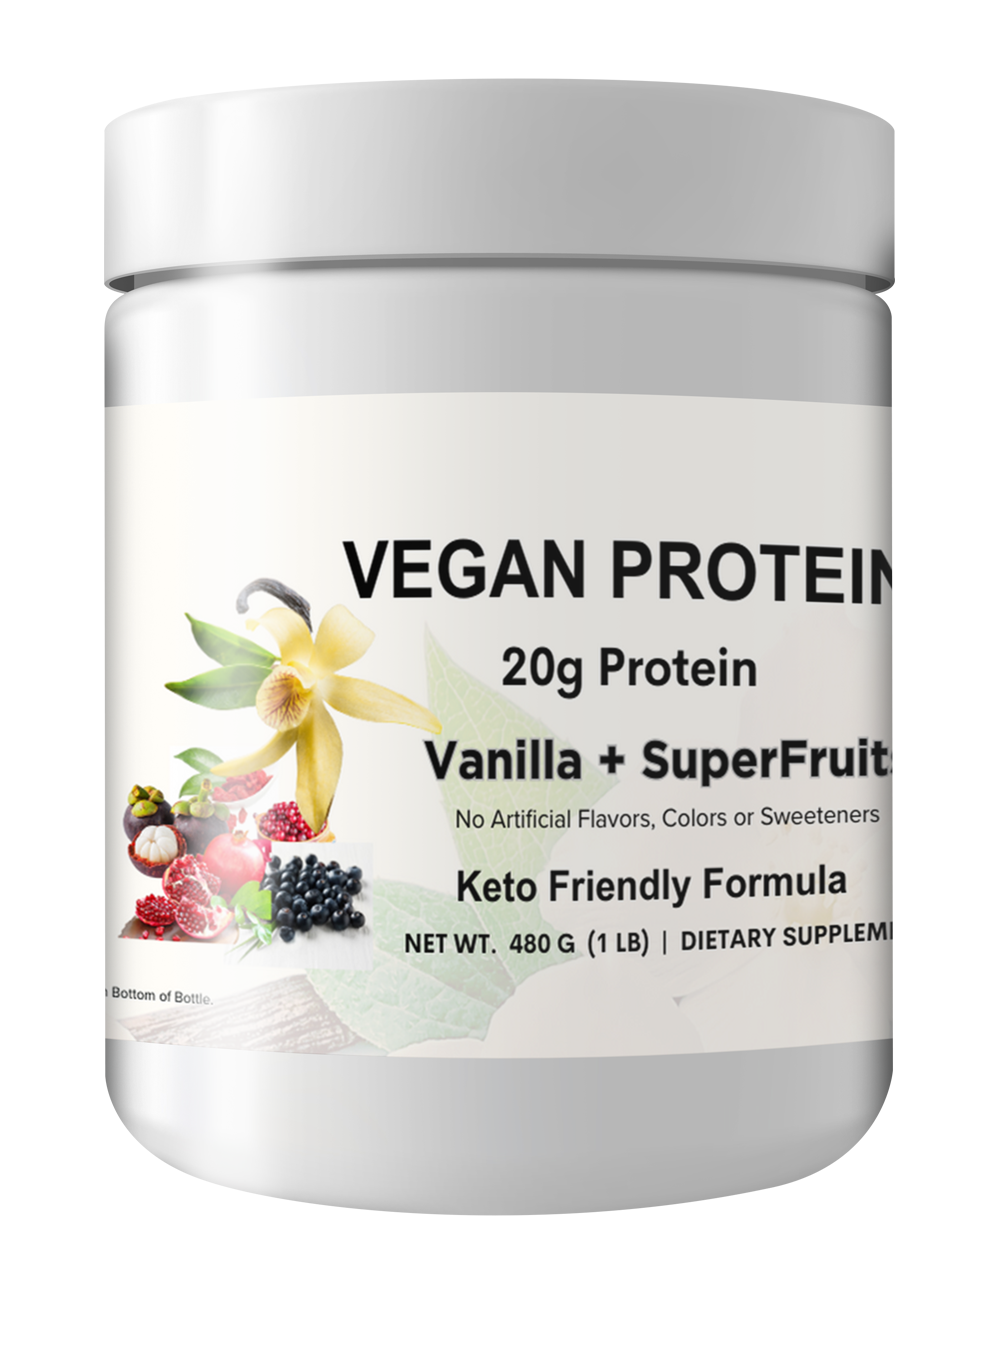 VEGAN PROTEIN
20g Protein
Vanilla + SuperFruits
No Artificial Flavors, Colors or Sweeteners
Keto Friendly Formula
NET WT. 480 G (1 LB) | DIETARY SUPPLEM
Bottom of Bottle.